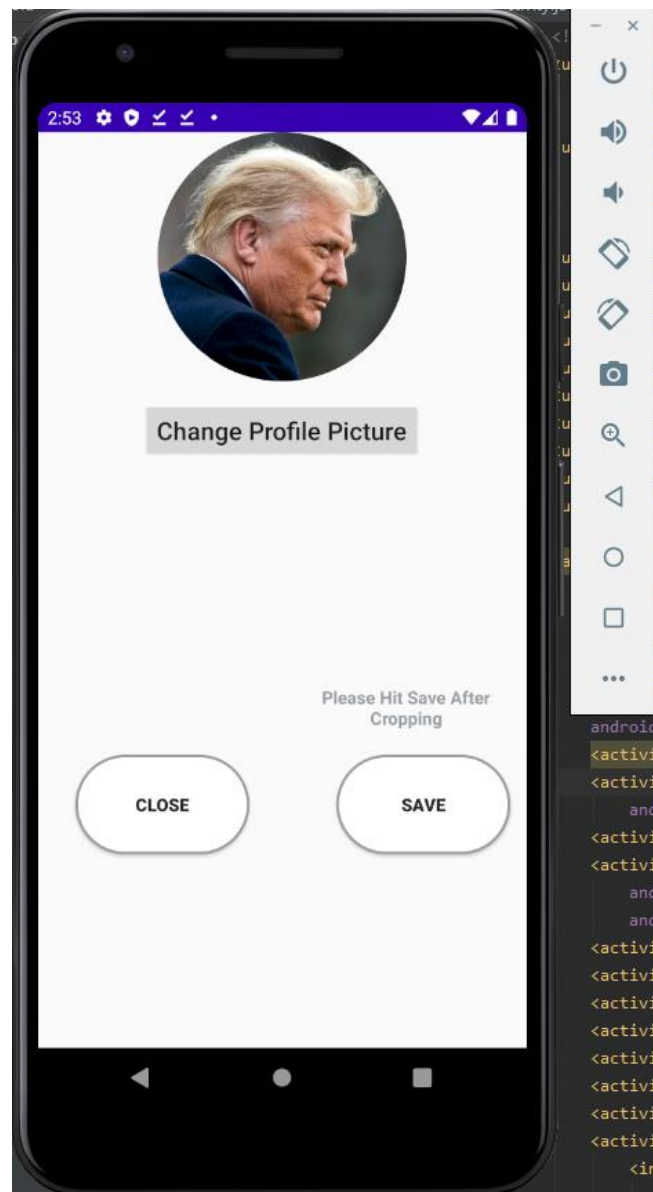 2:53
Change Profile Picture
Please Hit Save After
Cropping
CLOSE
SAVE
android
<activi
<activi
and
<activi
<activi
and
and
<activi
<activi
<activi
<activi
<activi
<activi
<activi
<activi
<in